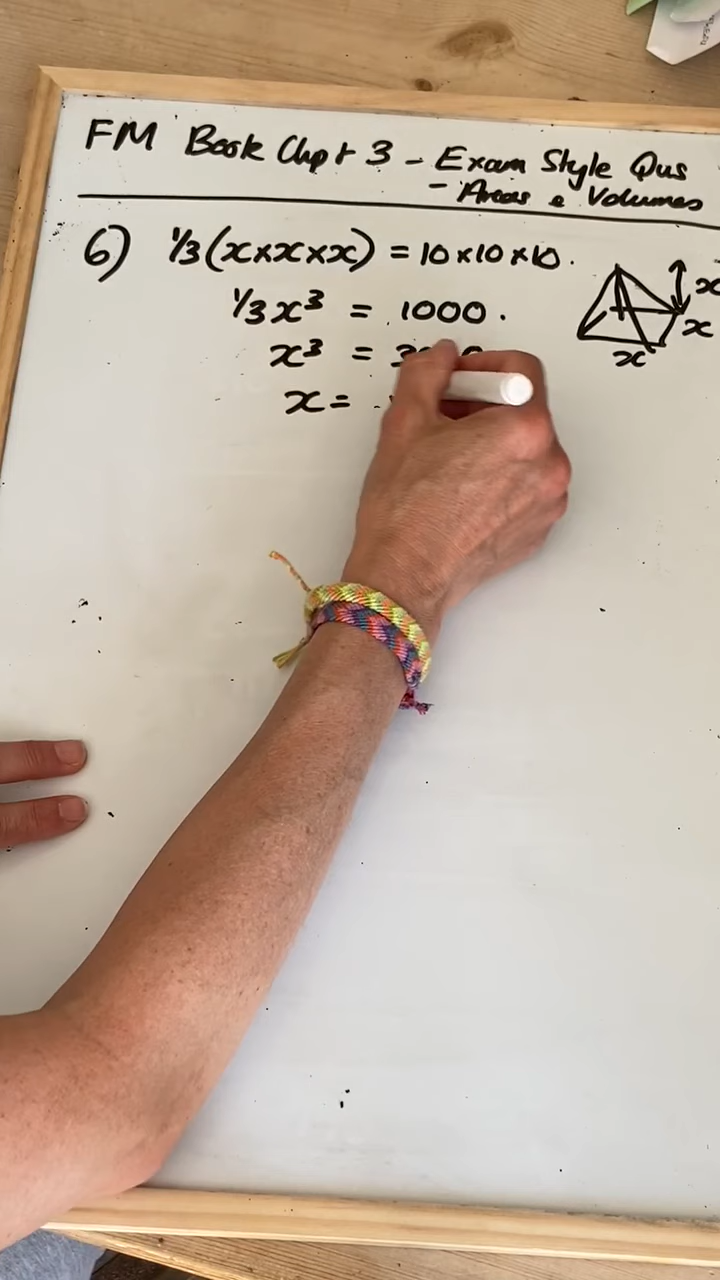 FM Book Chpt 3 - Exam Style Qus
- Areas & Volumes
6) 1/3(x×x×x) = 10×10×10.
1/3x³ = 1000.
x³ =
x =
x
x
x